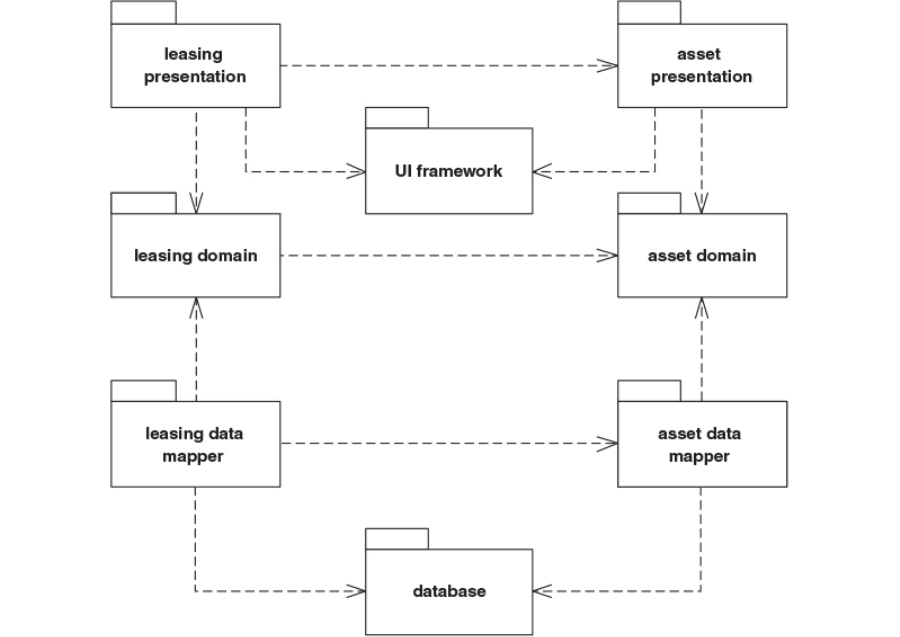 leasing
presentation
asset
presentation
UI framework
leasing domain
asset domain
leasing data
mapper
asset data
mapper
database